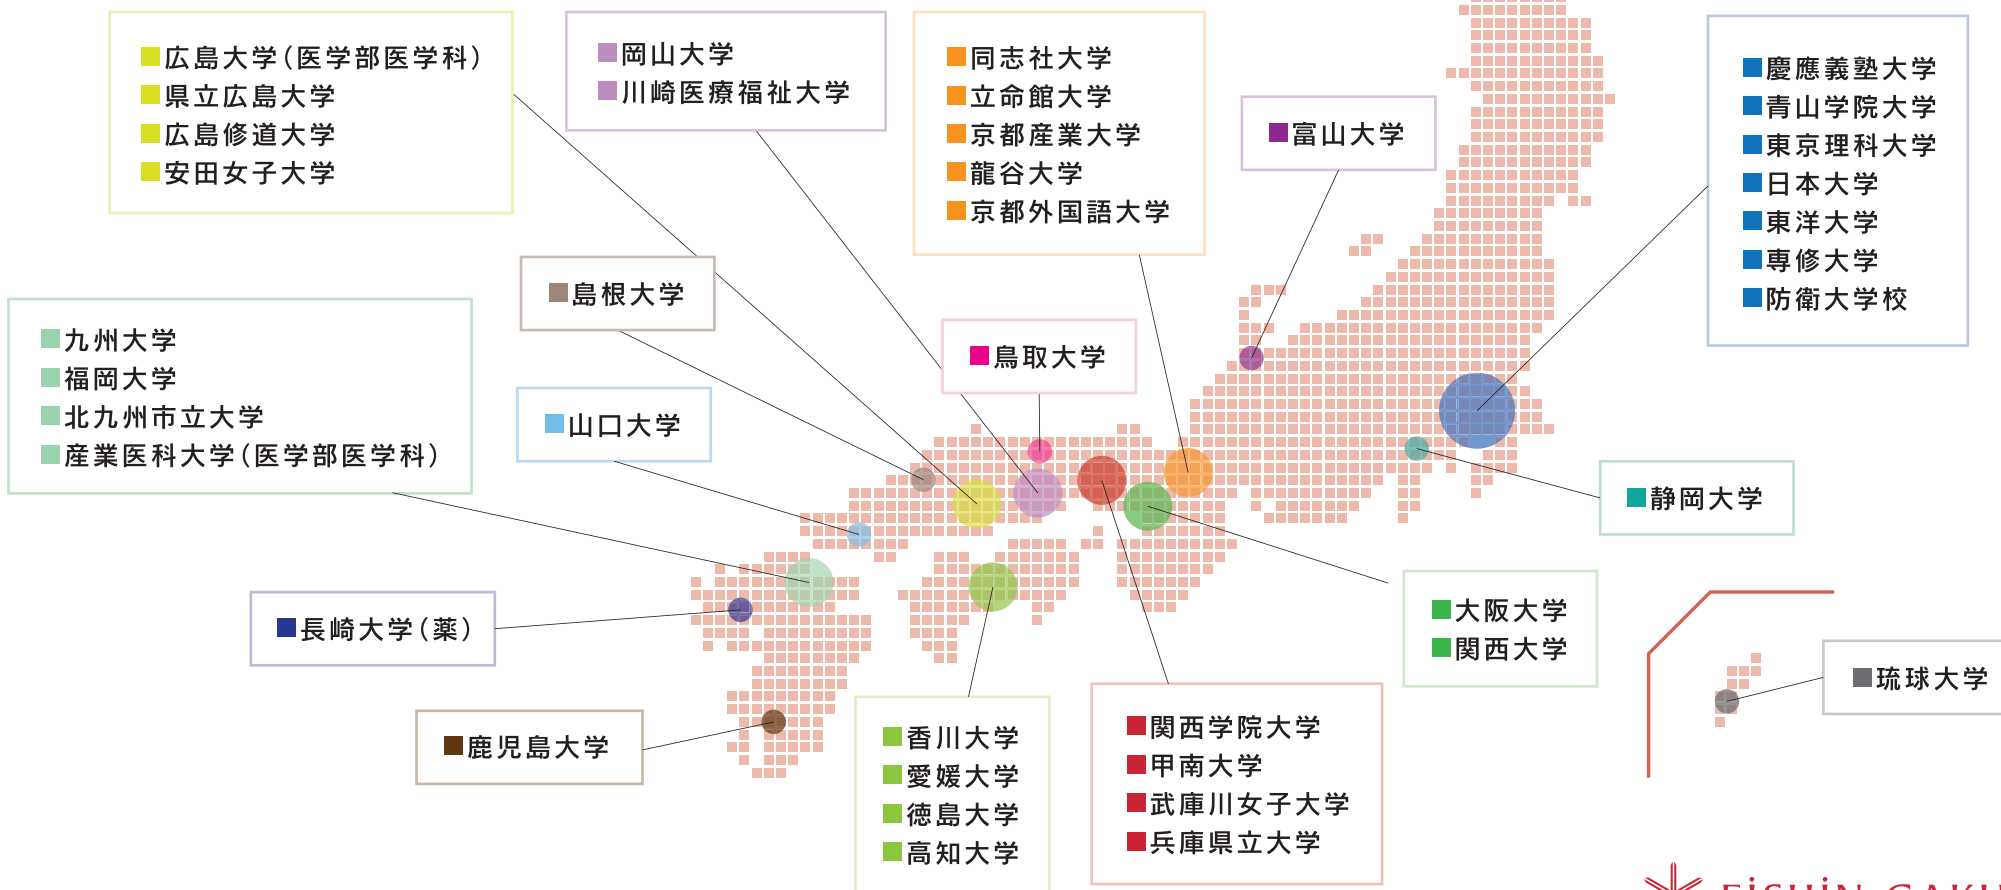 広島大学（医学部医学科）
県立広島大学
広島修道大学
安田女子大学
岡山大学
川崎医療福祉大学
同志社大学
立命館大学
京都産業大学
龍谷大学
京都外国語大学
富山大学
慶應義塾大学
青山学院大学
東京理科大学
日本大学
東洋大学
専修大学
防衛大学校
島根大学
九州大学
福岡大学
北九州市立大学
産業医科大学（医学部医学科）
鳥取大学
山口大学
静岡大学
長崎大学（薬）
大阪大学
関西大学
琉球大学
鹿児島大学
香川大学
愛媛大学
徳島大学
高知大学
関西学院大学
甲南大学
武庫川女子大学
兵庫県立大学